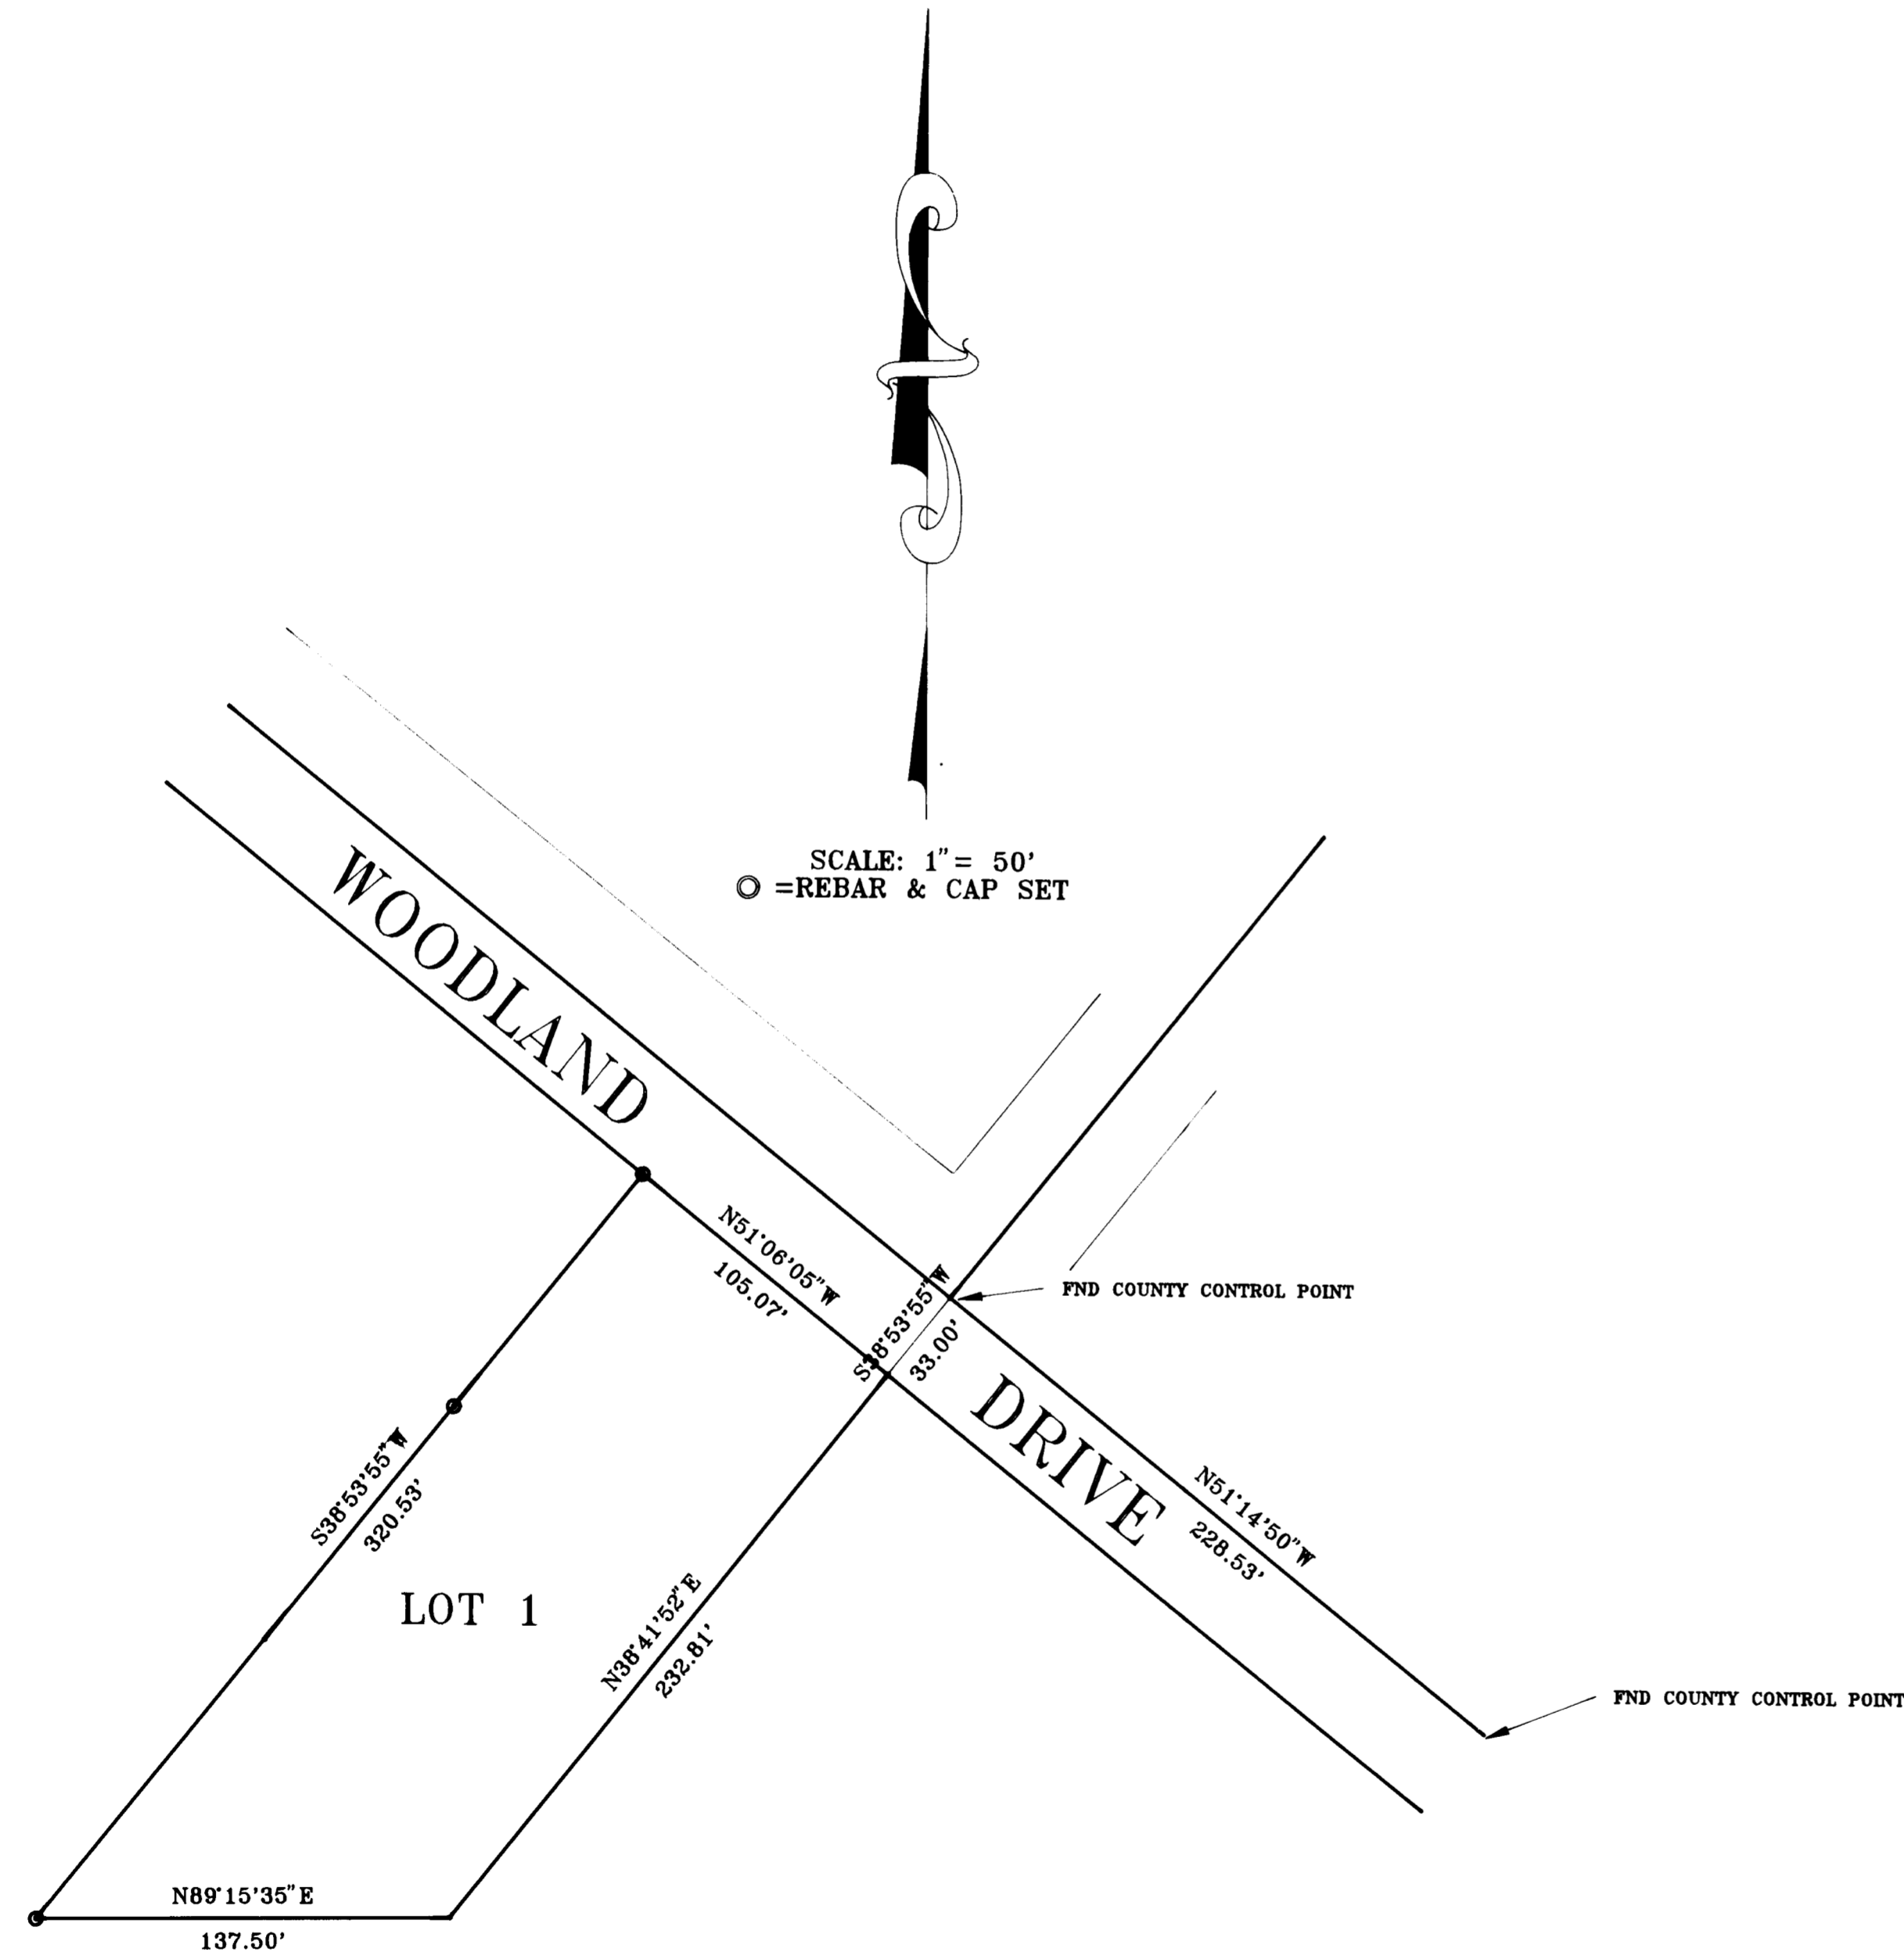 SCALE: 1"= 50'
=REBAR & CAP SET
WOODLAND
N51°06'05"W
105.07'
S38°53'55"W
33.00'
FND COUNTY CONTROL POINT
DRIVE
N51°14'50"W
228.53'
S38°53'55"W
320.53'
LOT 1
N38°41'52"E
232.81'
FND COUNTY CONTROL POINT
N89°15'35"E
137.50'